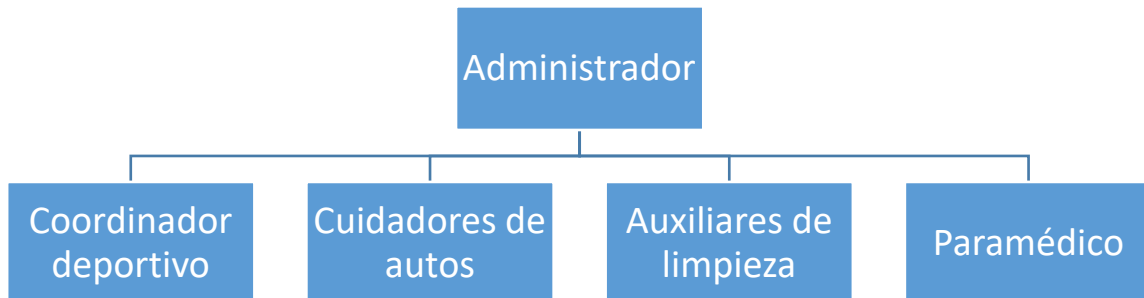 Administrador
Coordinador
deportivo
Cuidadores de
autos
Auxiliares de
limpieza
Paramédico